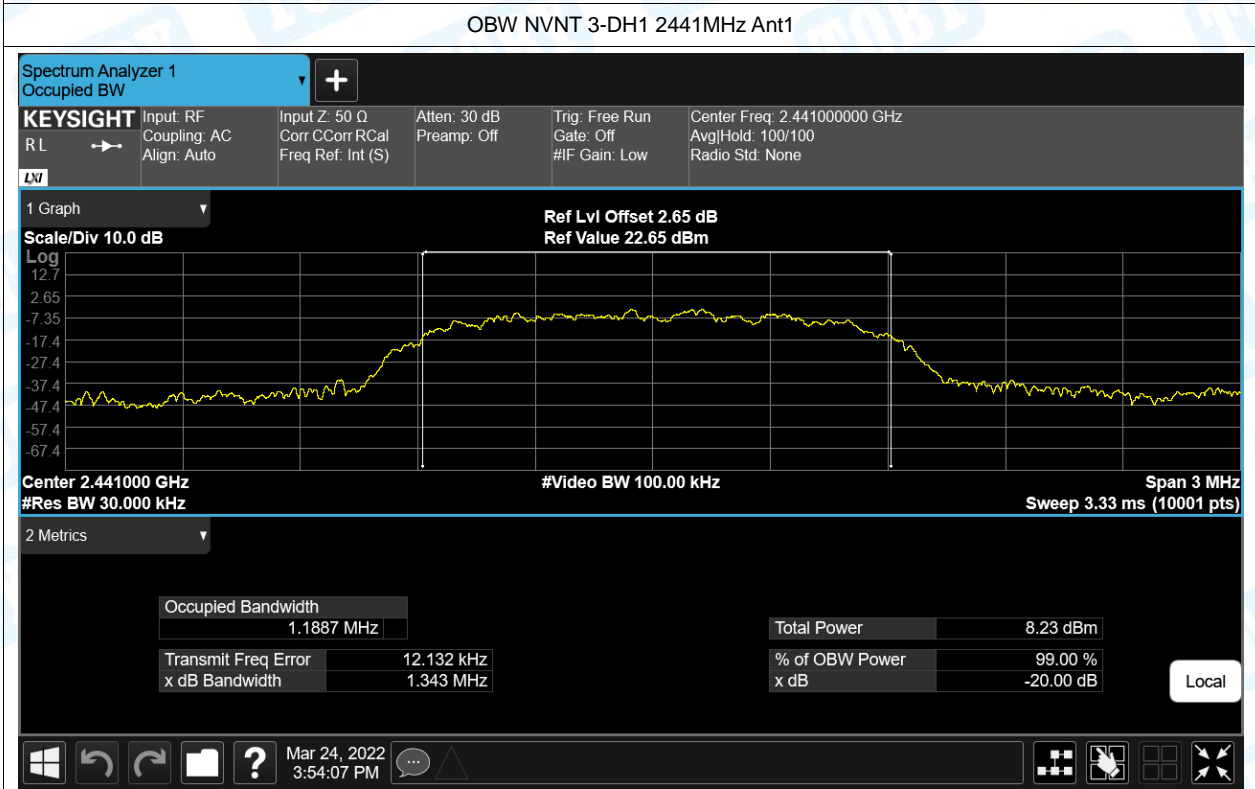 OBW NVNT 3-DH1 2441MHz Ant1
Spectrum Analyzer 1
Occupied BW
KEYSIGHT
RL
LXI
Input: RF
Coupling: AC
Align: Auto
Input Z: 50 Ω
Corr CCorr RCal
Freq Ref: Int (S)
Atten: 30 dB
Preamp: Off
Trig: Free Run
Gate: Off
#IF Gain: Low
Center Freq: 2.441000000 GHz
Avg|Hold: 100/100
Radio Std: None
1 Graph
Scale/Div 10.0 dB
Ref Lvl Offset 2.65 dB
Ref Value 22.65 dBm
Log
12.7
2.65
-7.35
-17.4
-27.4
-37.4
-47.4
-57.4
-67.4
Center 2.441000 GHz
#Video BW 100.00 kHz
Span 3 MHz
#Res BW 30.000 kHz
Sweep 3.33 ms (10001 pts)
2 Metrics
Occupied Bandwidth
1.1887 MHz
Total Power 8.23 dBm
Transmit Freq Error 12.132 kHz
% of OBW Power 99.00 %
x dB Bandwidth 1.343 MHz
x dB -20.00 dB
Local
?
Mar 24, 2022
3:54:07 PM